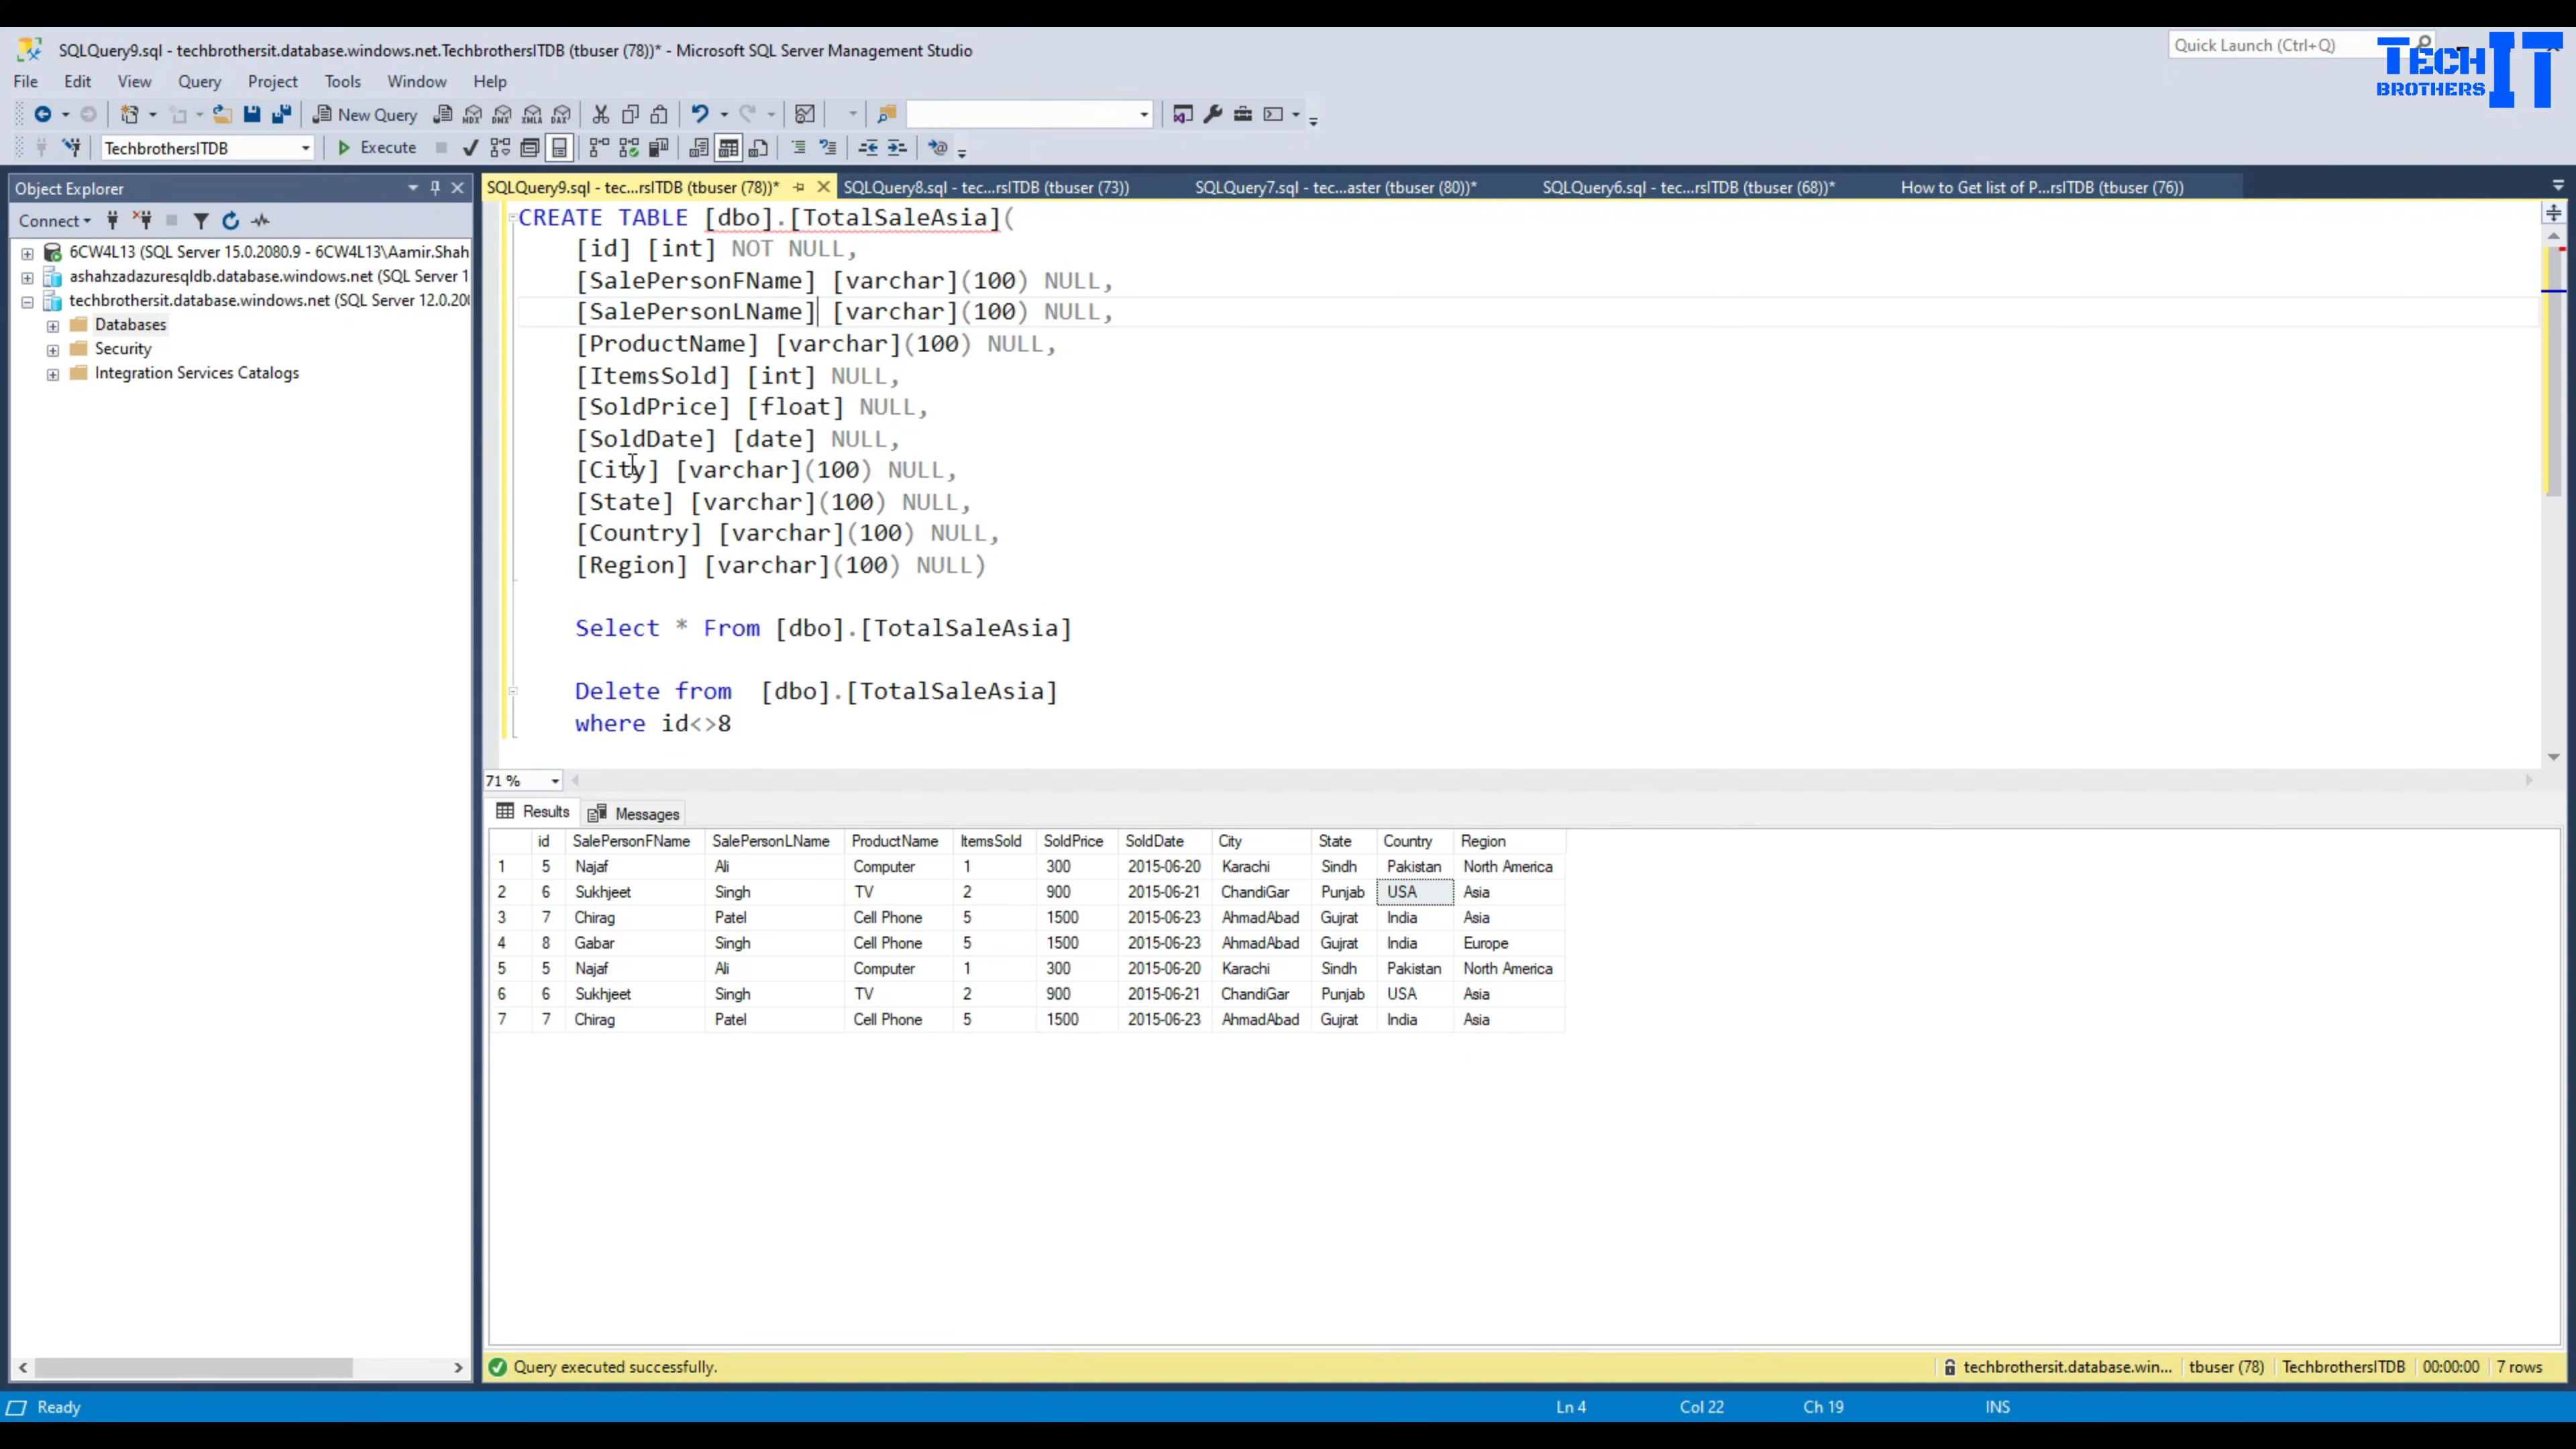 SQLQuery9.sql - techbrothersit.database.windows.net.TechbrothersITDB (tbuser (78))* - Microsoft SQL Server Management Studio
Quick Launch (Ctrl+Q)
TECH BROTHERS IT
File Edit View Query Project Tools Window Help
New Query
TechbrothersITDB Execute
Object Explorer
SQLQuery9.sql - tec...rsITDB (tbuser (78))* SQLQuery8.sql - tec...rsITDB (tbuser (73)) SQLQuery7.sql - tec...aster (tbuser (80))* SQLQuery6.sql - tec...rsITDB (tbuser (68))* How to Get list of P...rsITDB (tbuser (76))
Connect
6CW4L13 (SQL Server 15.0.2080.9 - 6CW4L13\Aamir.Shah
ashahzadazuresqldb.database.windows.net (SQL Server 1
techbrothersit.database.windows.net (SQL Server 12.0.200
Databases
Security
Integration Services Catalogs
CREATE TABLE [dbo].[TotalSaleAsia](
[id] [int] NOT NULL,
[SalePersonFName] [varchar](100) NULL,
[SalePersonLName] [varchar](100) NULL,
[ProductName] [varchar](100) NULL,
[ItemsSold] [int] NULL,
[SoldPrice] [float] NULL,
[SoldDate] [date] NULL,
[City] [varchar](100) NULL,
[State] [varchar](100) NULL,
[Country] [varchar](100) NULL,
[Region] [varchar](100) NULL)
Select * From [dbo].[TotalSaleAsia]
Delete from  [dbo].[TotalSaleAsia]
where id<>8
71 %
Results Messages
id SalePersonFName SalePersonLName ProductName ItemsSold SoldPrice SoldDate City State Country Region
1 5 Najaf Ali Computer 1 300 2015-06-20 Karachi Sindh Pakistan North America
2 6 Sukhjeet Singh TV 2 900 2015-06-21 ChandiGar Punjab USA Asia
3 7 Chirag Patel Cell Phone 5 1500 2015-06-23 AhmadAbad Gujrat India Asia
4 8 Gabar Singh Cell Phone 5 1500 2015-06-23 AhmadAbad Gujrat India Europe
5 5 Najaf Ali Computer 1 300 2015-06-20 Karachi Sindh Pakistan North America
6 6 Sukhjeet Singh TV 2 900 2015-06-21 ChandiGar Punjab USA Asia
7 7 Chirag Patel Cell Phone 5 1500 2015-06-23 AhmadAbad Gujrat India Asia
Query executed successfully. techbrothersit.database.win... tbuser (78) TechbrothersITDB 00:00:00 7 rows
Ready Ln 4 Col 22 Ch 19 INS